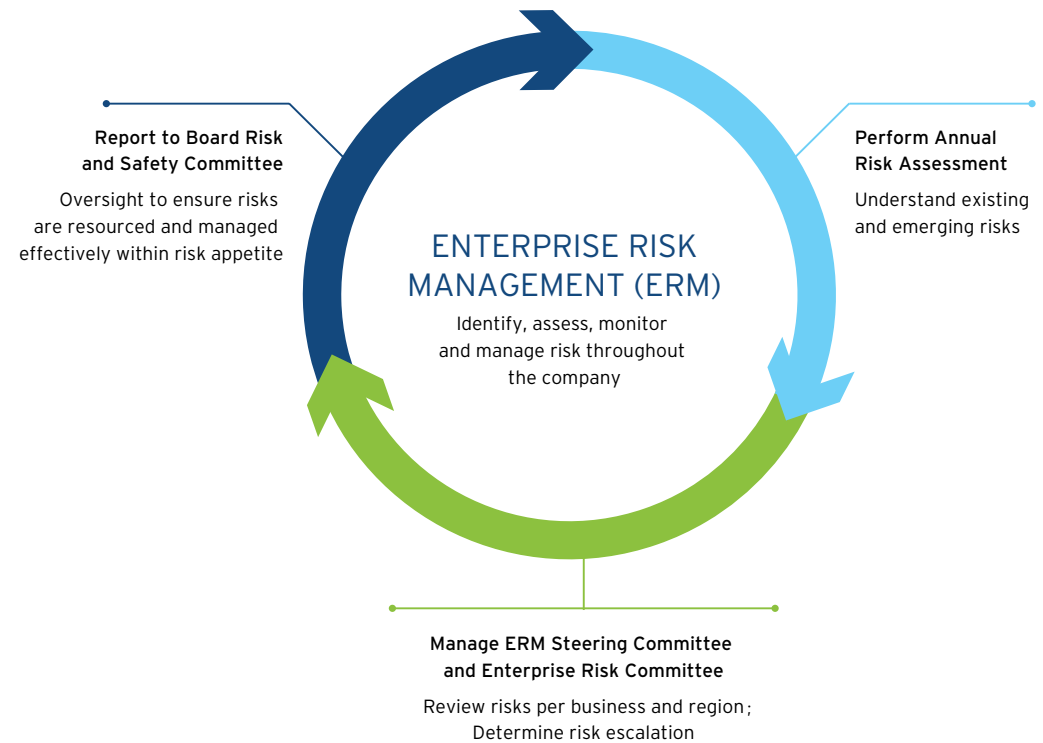 Report to Board Risk
and Safety Committee
Oversight to ensure risks
are resourced and managed
effectively within risk appetite
Perform Annual
Risk Assessment
Understand existing
and emerging risks
ENTERPRISE RISK
MANAGEMENT (ERM)
Identify, assess, monitor
and manage risk throughout
the company
Manage ERM Steering Committee
and Enterprise Risk Committee
Review risks per business and region;
Determine risk escalation